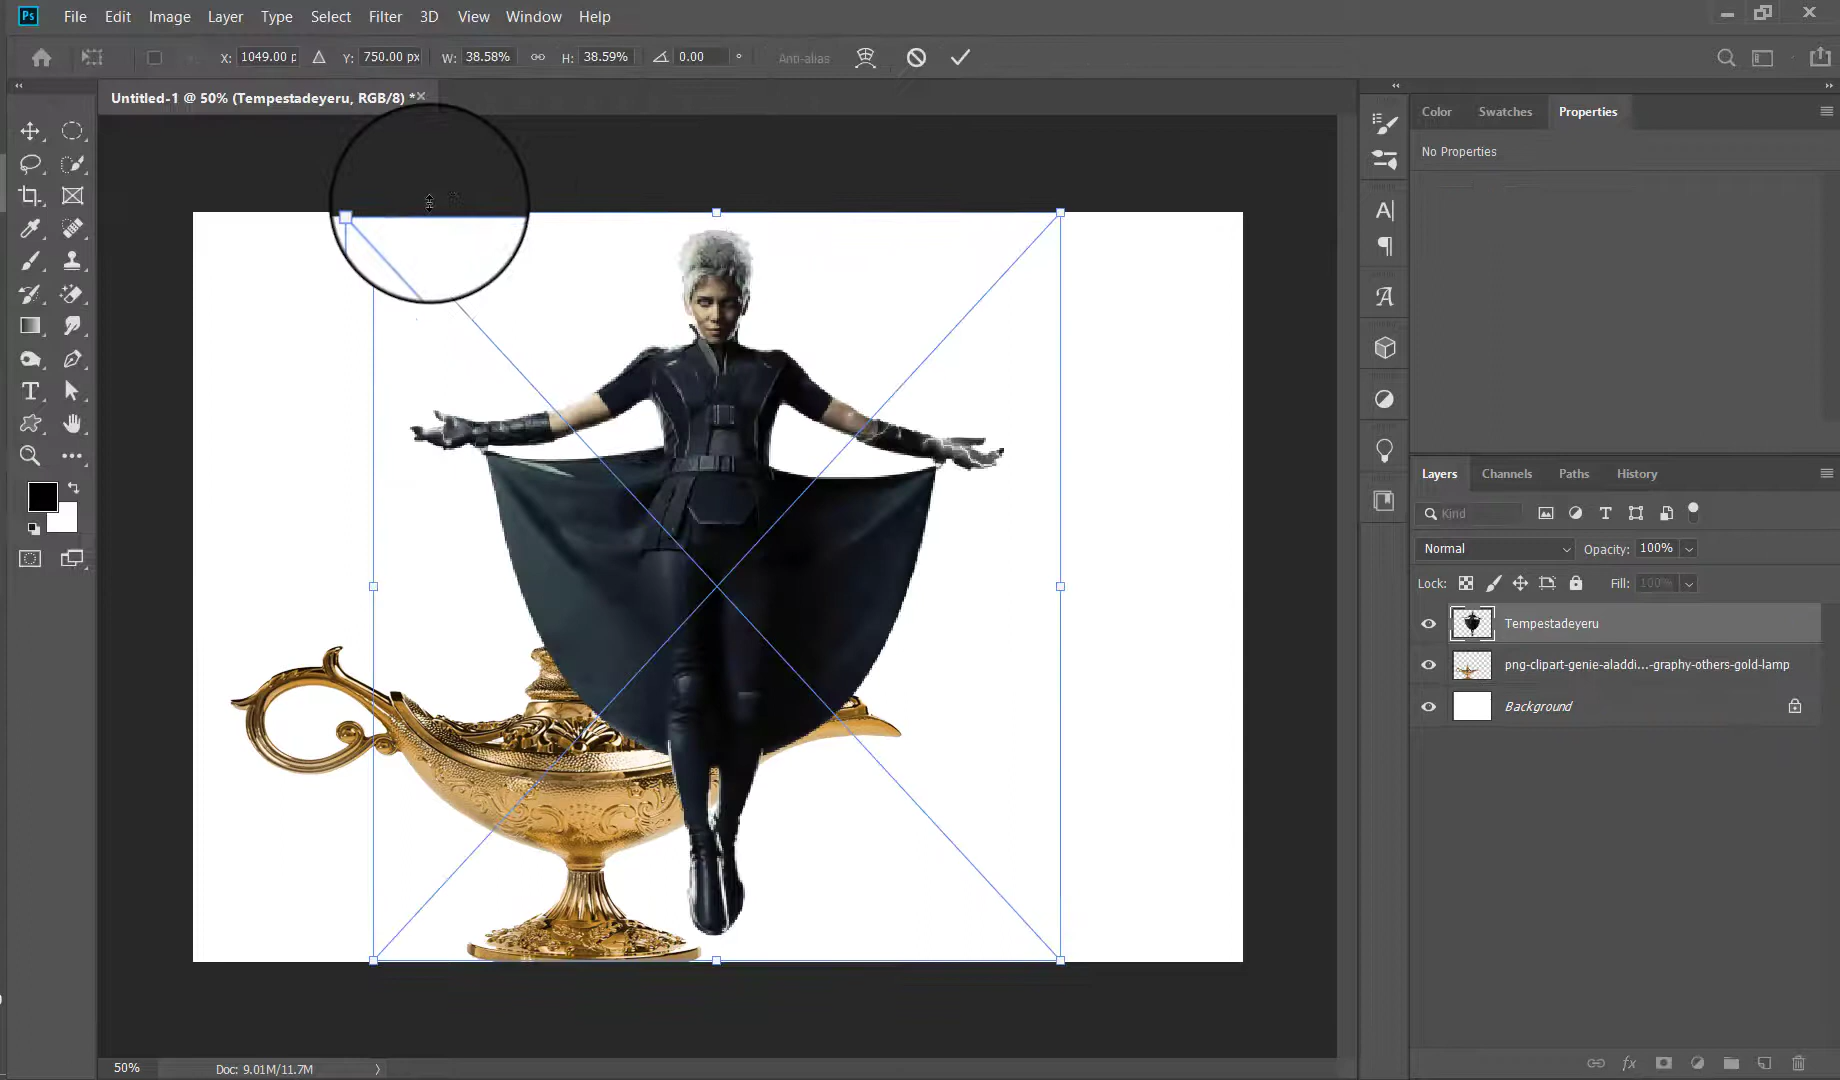 Ps File Edit Image Layer Type Select Filter 3D View Window Help
X: 1049.00 p Y: 750.00 px W: 38.58% H: 38.59% 0.00 ° Anti-alias
Untitled-1 @ 50% (Tempestadeyeru, RGB/8) *
Color Swatches Properties
No Properties
Layers Channels Paths History
Kind
Normal Opacity: 100%
Lock: Fill: 100%
Tempestadeyeru
png-clipart-genie-aladdi...-graphy-others-gold-lamp
Background
50% Doc: 9.01M/11.7M